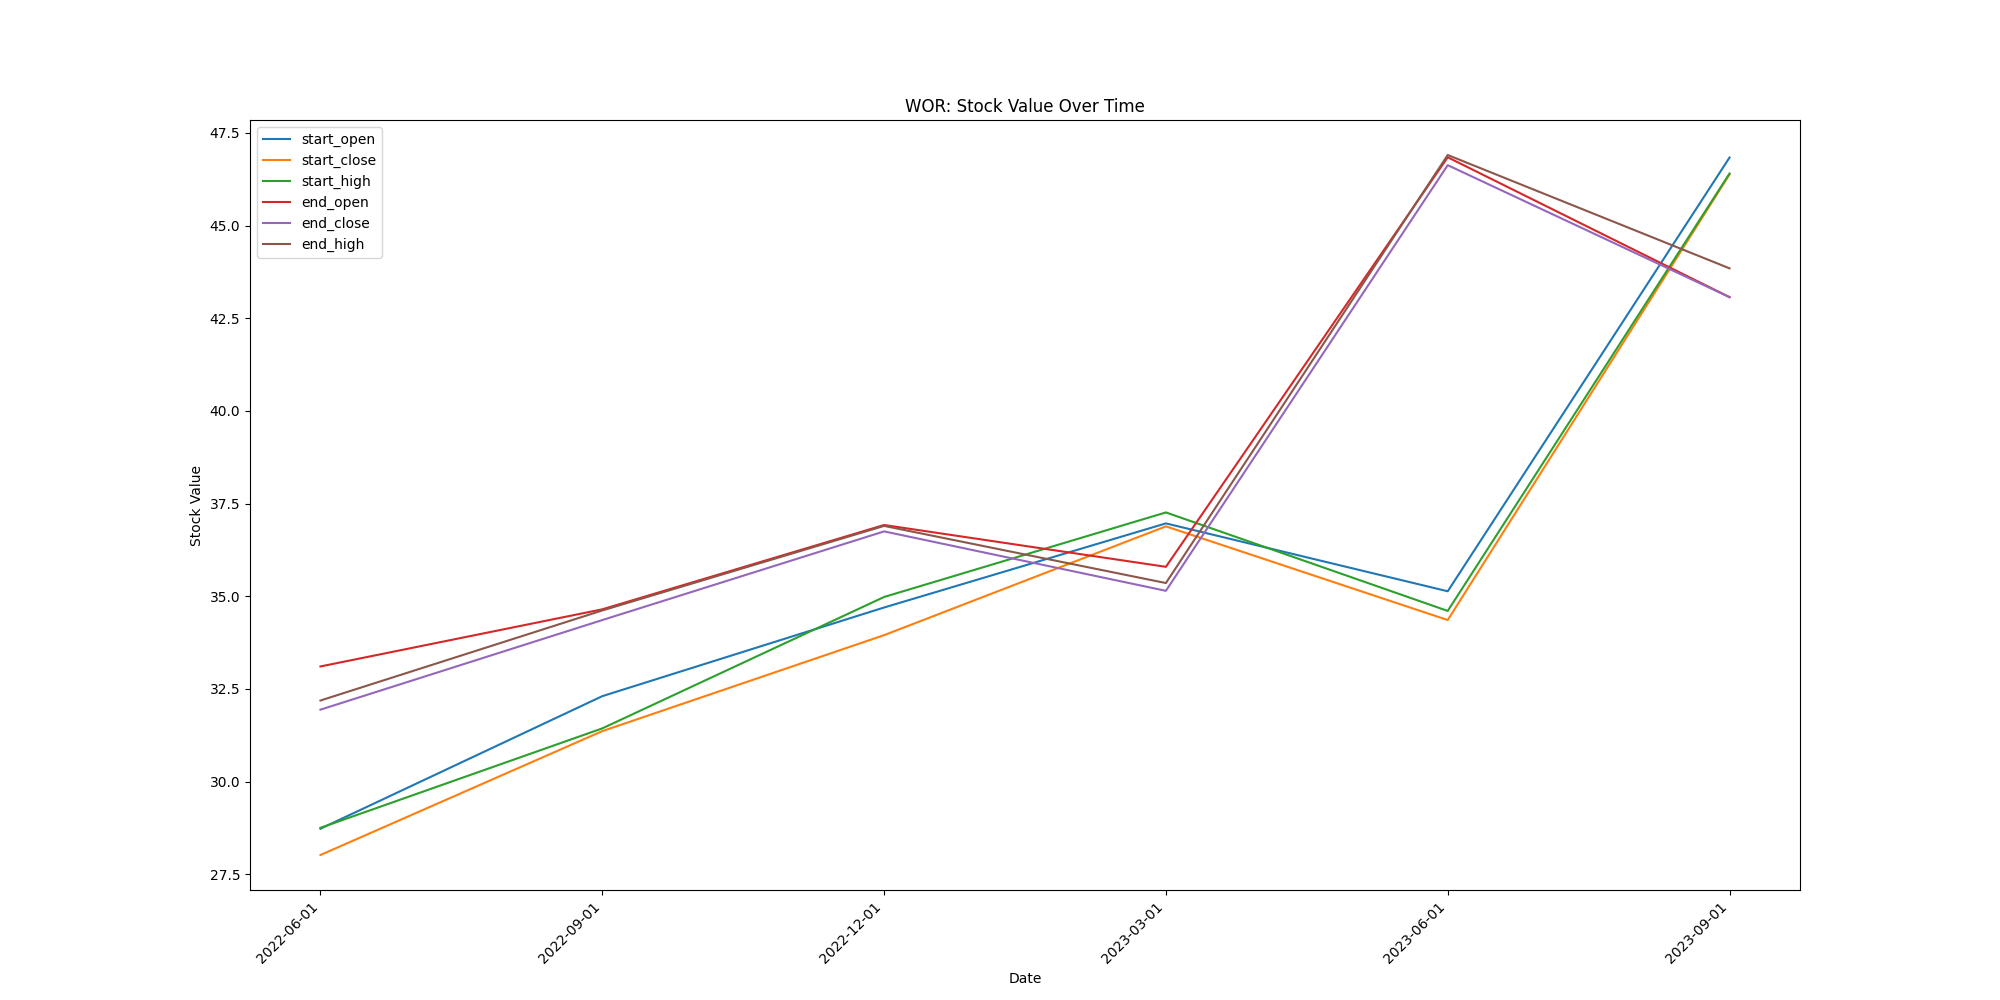 WOR: Stock Value Over Time
start_open
start_close
start_high
end_open
end_close
end_high
47.5
45.0
42.5
40.0
37.5
35.0
32.5
30.0
27.5
Stock Value
2022-06-01
2022-09-01
2022-12-01
2023-03-01
2023-06-01
2023-09-01
Date